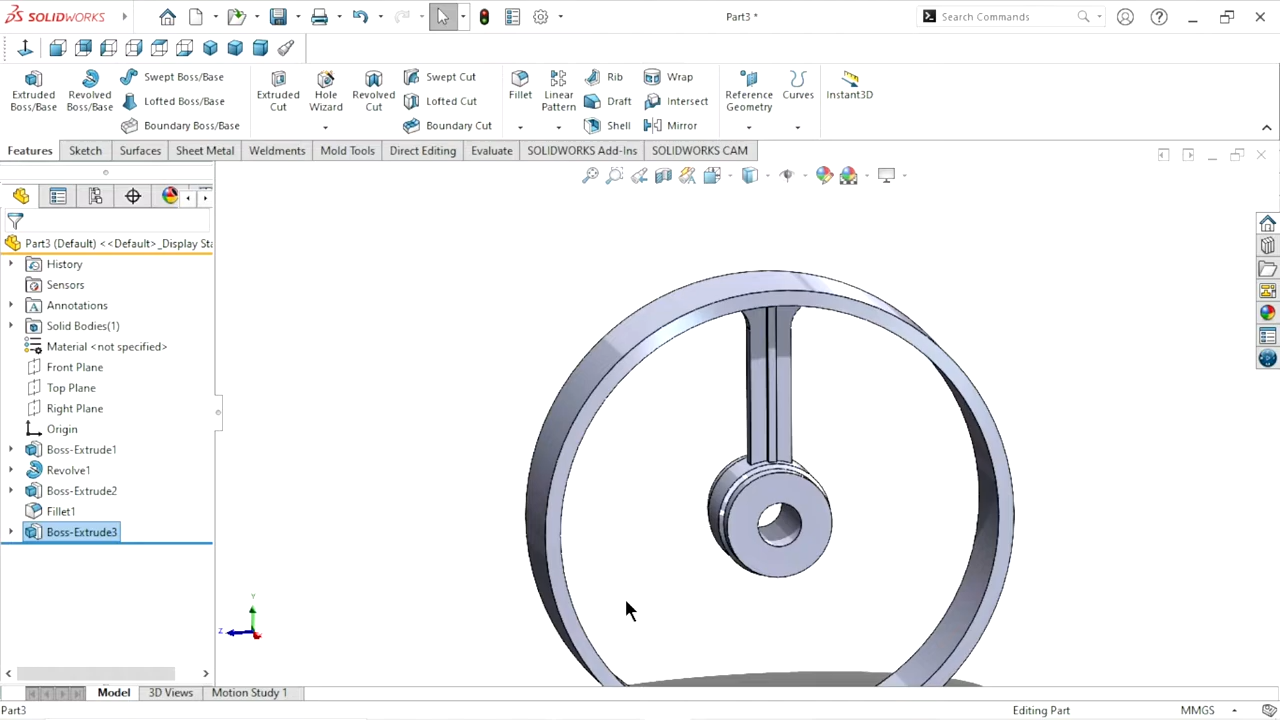 SOLIDWORKS
Part3 *
Search Commands
Extruded Boss/Base
Revolved Boss/Base
Swept Boss/Base
Lofted Boss/Base
Boundary Boss/Base
Extruded Cut
Hole Wizard
Revolved Cut
Swept Cut
Lofted Cut
Boundary Cut
Fillet
Linear Pattern
Rib
Draft
Shell
Wrap
Intersect
Mirror
Reference Geometry
Curves
Instant3D
Features
Sketch
Surfaces
Sheet Metal
Weldments
Mold Tools
Direct Editing
Evaluate
SOLIDWORKS Add-Ins
SOLIDWORKS CAM
Part3 (Default) <<Default>_Display Sta
History
Sensors
Annotations
Solid Bodies(1)
Material <not specified>
Front Plane
Top Plane
Right Plane
Origin
Boss-Extrude1
Revolve1
Boss-Extrude2
Fillet1
Boss-Extrude3
Y
Z
Model
3D Views
Motion Study 1
Part3
Editing Part
MMGS